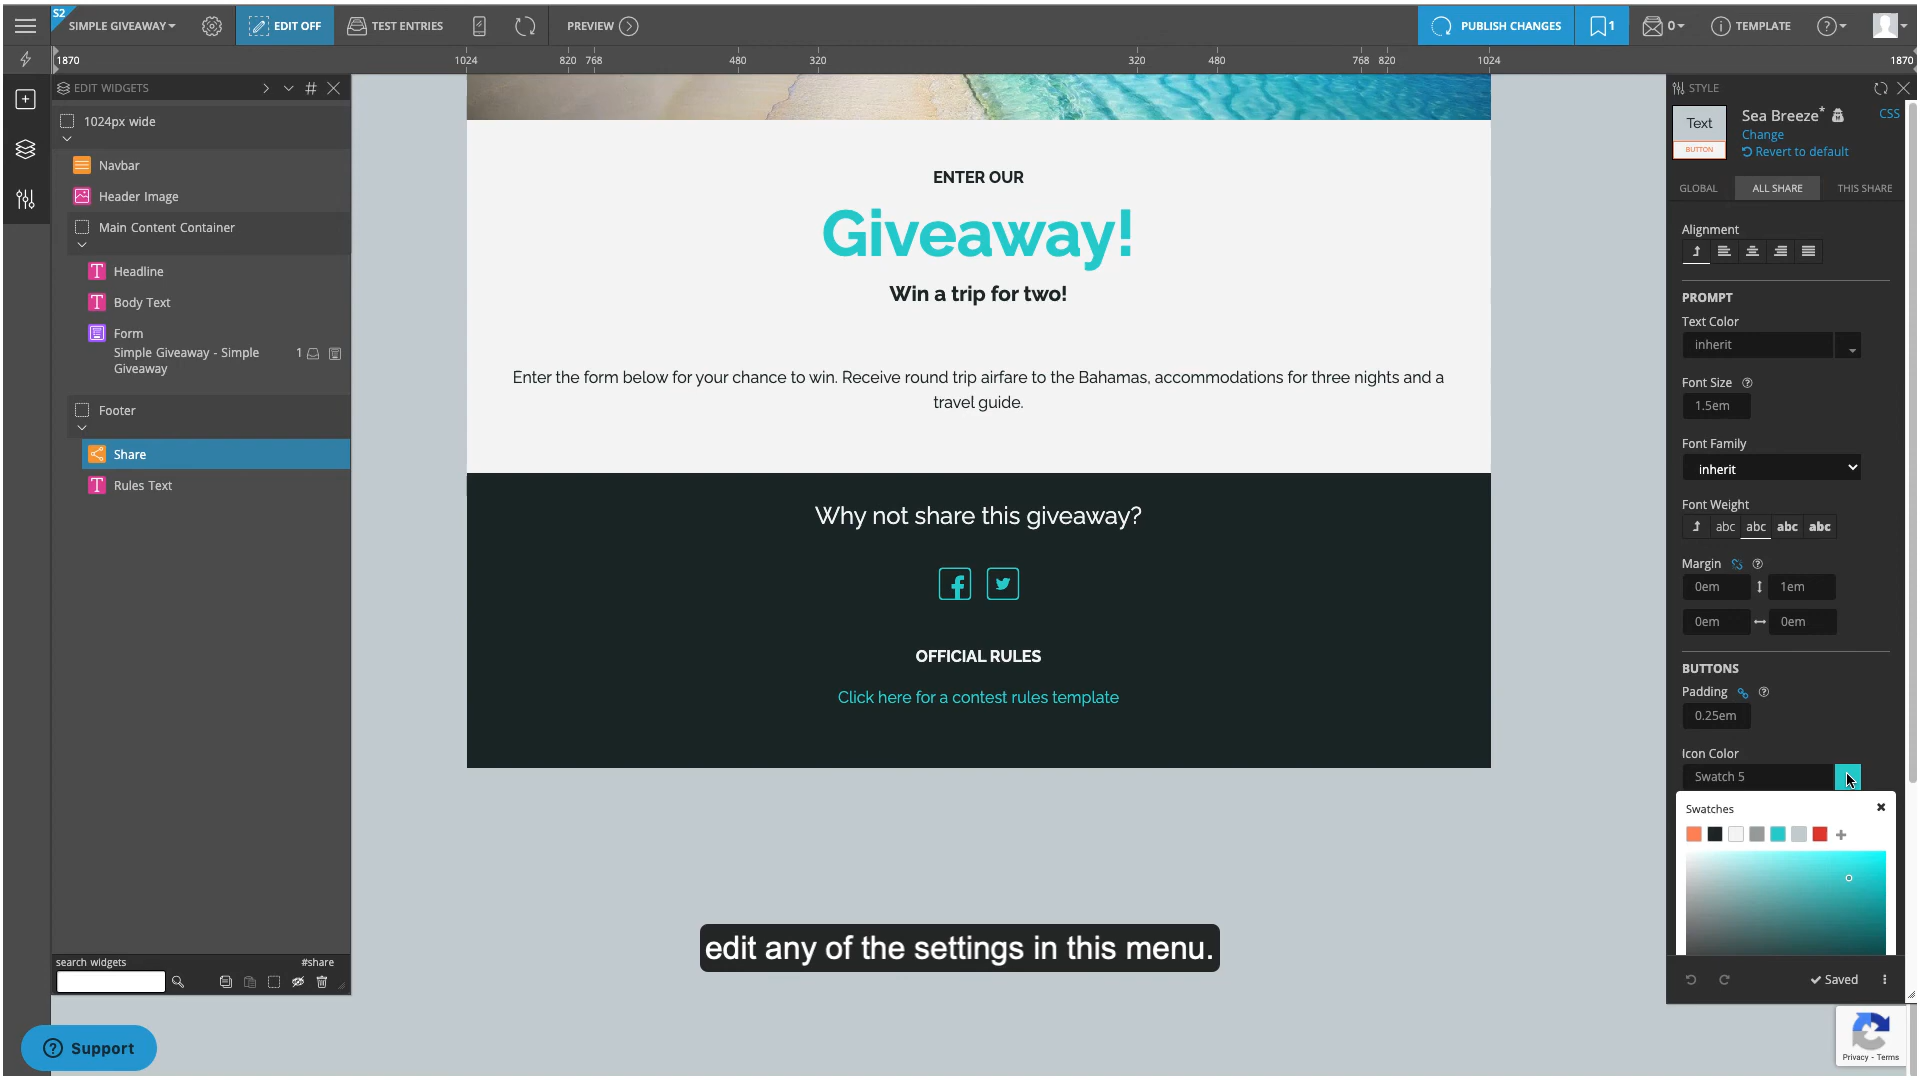 S2
SIMPLE GIVEAWAY
EDIT OFF
TEST ENTRIES
PREVIEW
PUBLISH CHANGES
1
0
TEMPLATE
1870
1024
820
768
480
320
320
480
768
820
1024
1870
EDIT WIDGETS
#
1024px wide
Navbar
Header Image
Main Content Container
Headline
Body Text
Form
Simple Giveaway - Simple
Giveaway
1
Footer
Share
Rules Text
search widgets
#share
Support
ENTER OUR
Giveaway!
Win a trip for two!
Enter the form below for your chance to win. Receive round trip airfare to the Bahamas, accommodations for three nights and a
travel guide.
Why not share this giveaway?
OFFICIAL RULES
Click here for a contest rules template
edit any of the settings in this menu.
STYLE
Text
BUTTON
Sea Breeze*
CSS
Change
Revert to default
GLOBAL
ALL SHARE
THIS SHARE
Alignment
PROMPT
Text Color
inherit
Font Size
1.5em
Font Family
inherit
Font Weight
abc
abc
abc
abc
Margin
0em
1em
0em
0em
BUTTONS
Padding
0.25em
Icon Color
Swatch 5
Swatches
Saved
Privacy - Terms